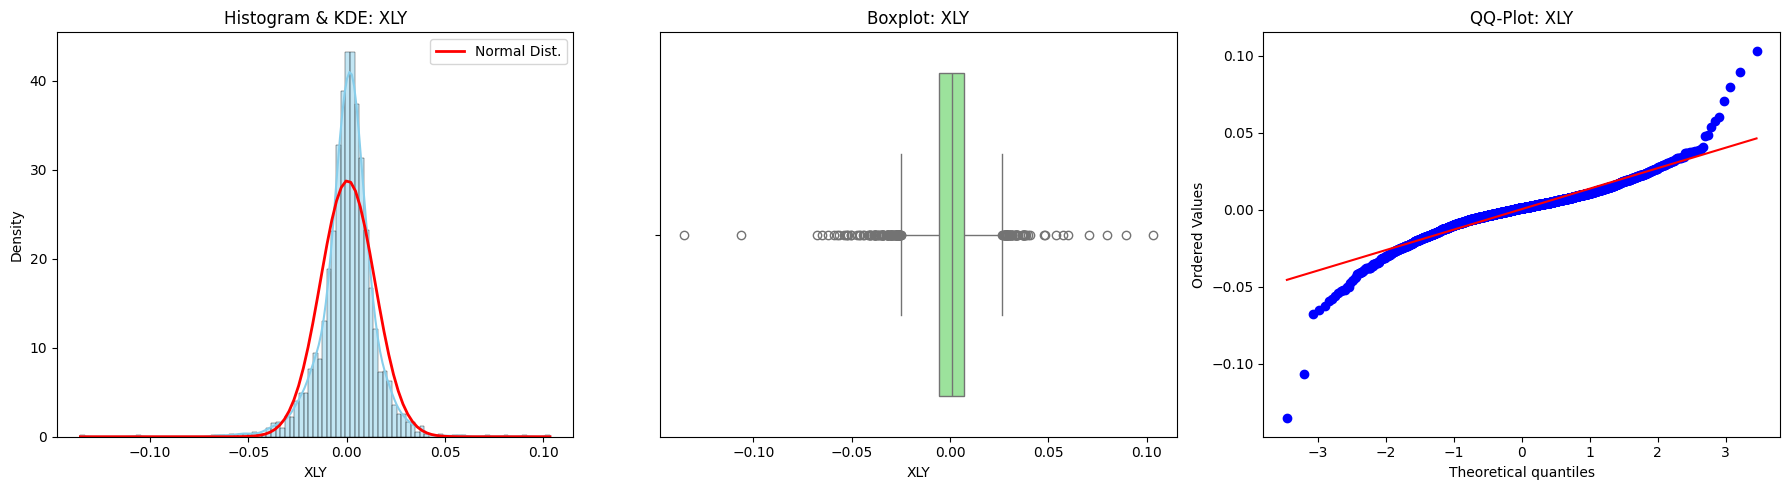 Histogram & KDE: XLY
Normal Dist.
Density
40
30
20
10
0
−0.10 −0.05 0.00 0.05 0.10
XLY
Boxplot: XLY
−0.10 −0.05 0.00 0.05 0.10
XLY
QQ-Plot: XLY
Ordered Values
0.10
0.05
0.00
−0.05
−0.10
−3 −2 −1 0 1 2 3
Theoretical quantiles